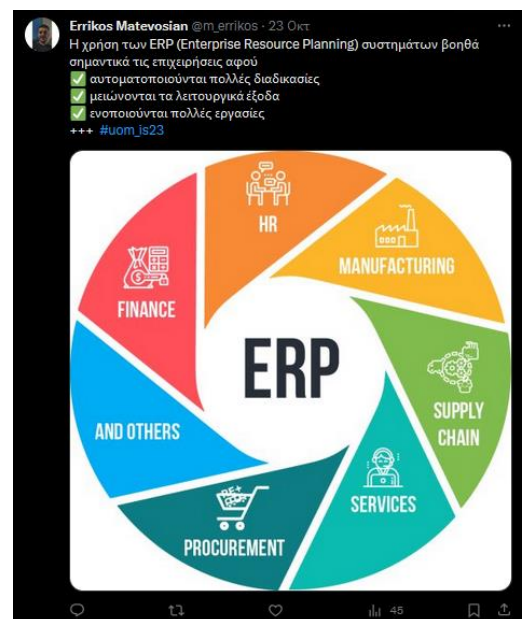 Errikos Matevosian @m_errikos · 23 Οκτ
Η χρήση των ERP (Enterprise Resource Planning) συστημάτων βοηθά
σημαντικά τις επιχειρήσεις αφού
✅ αυτοματοποιούνται πολλές διαδικασίες
✅ μειώνονται τα λειτουργικά έξοδα
✅ ενοποιούνται πολλές εργασίες
+++ #uom_is23
HR
MANUFACTURING
FINANCE
ERP
SUPPLY
CHAIN
AND OTHERS
SERVICES
PROCUREMENT
45